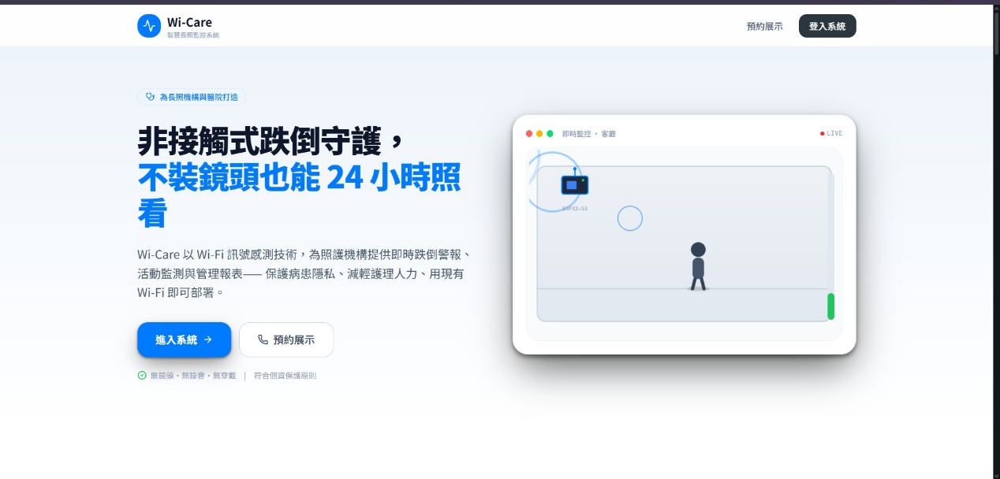 Wi-Care
智慧長照監控系統
預約展示
登入系統
為長照機構與醫院打造
非接觸式跌倒守護，
不裝鏡頭也能 24 小時照
看
Wi-Care 以 Wi-Fi 訊號感測技術，為照護機構提供即時跌倒警報、
活動監測與管理報表—— 保護病患隱私、減輕護理人力、用現有
Wi-Fi 即可部署。
進入系統 →
預約展示
無鏡頭・無錄音・無穿戴 | 符合個資保護原則
即時監控・客廳
LIVE
ESP32-S3